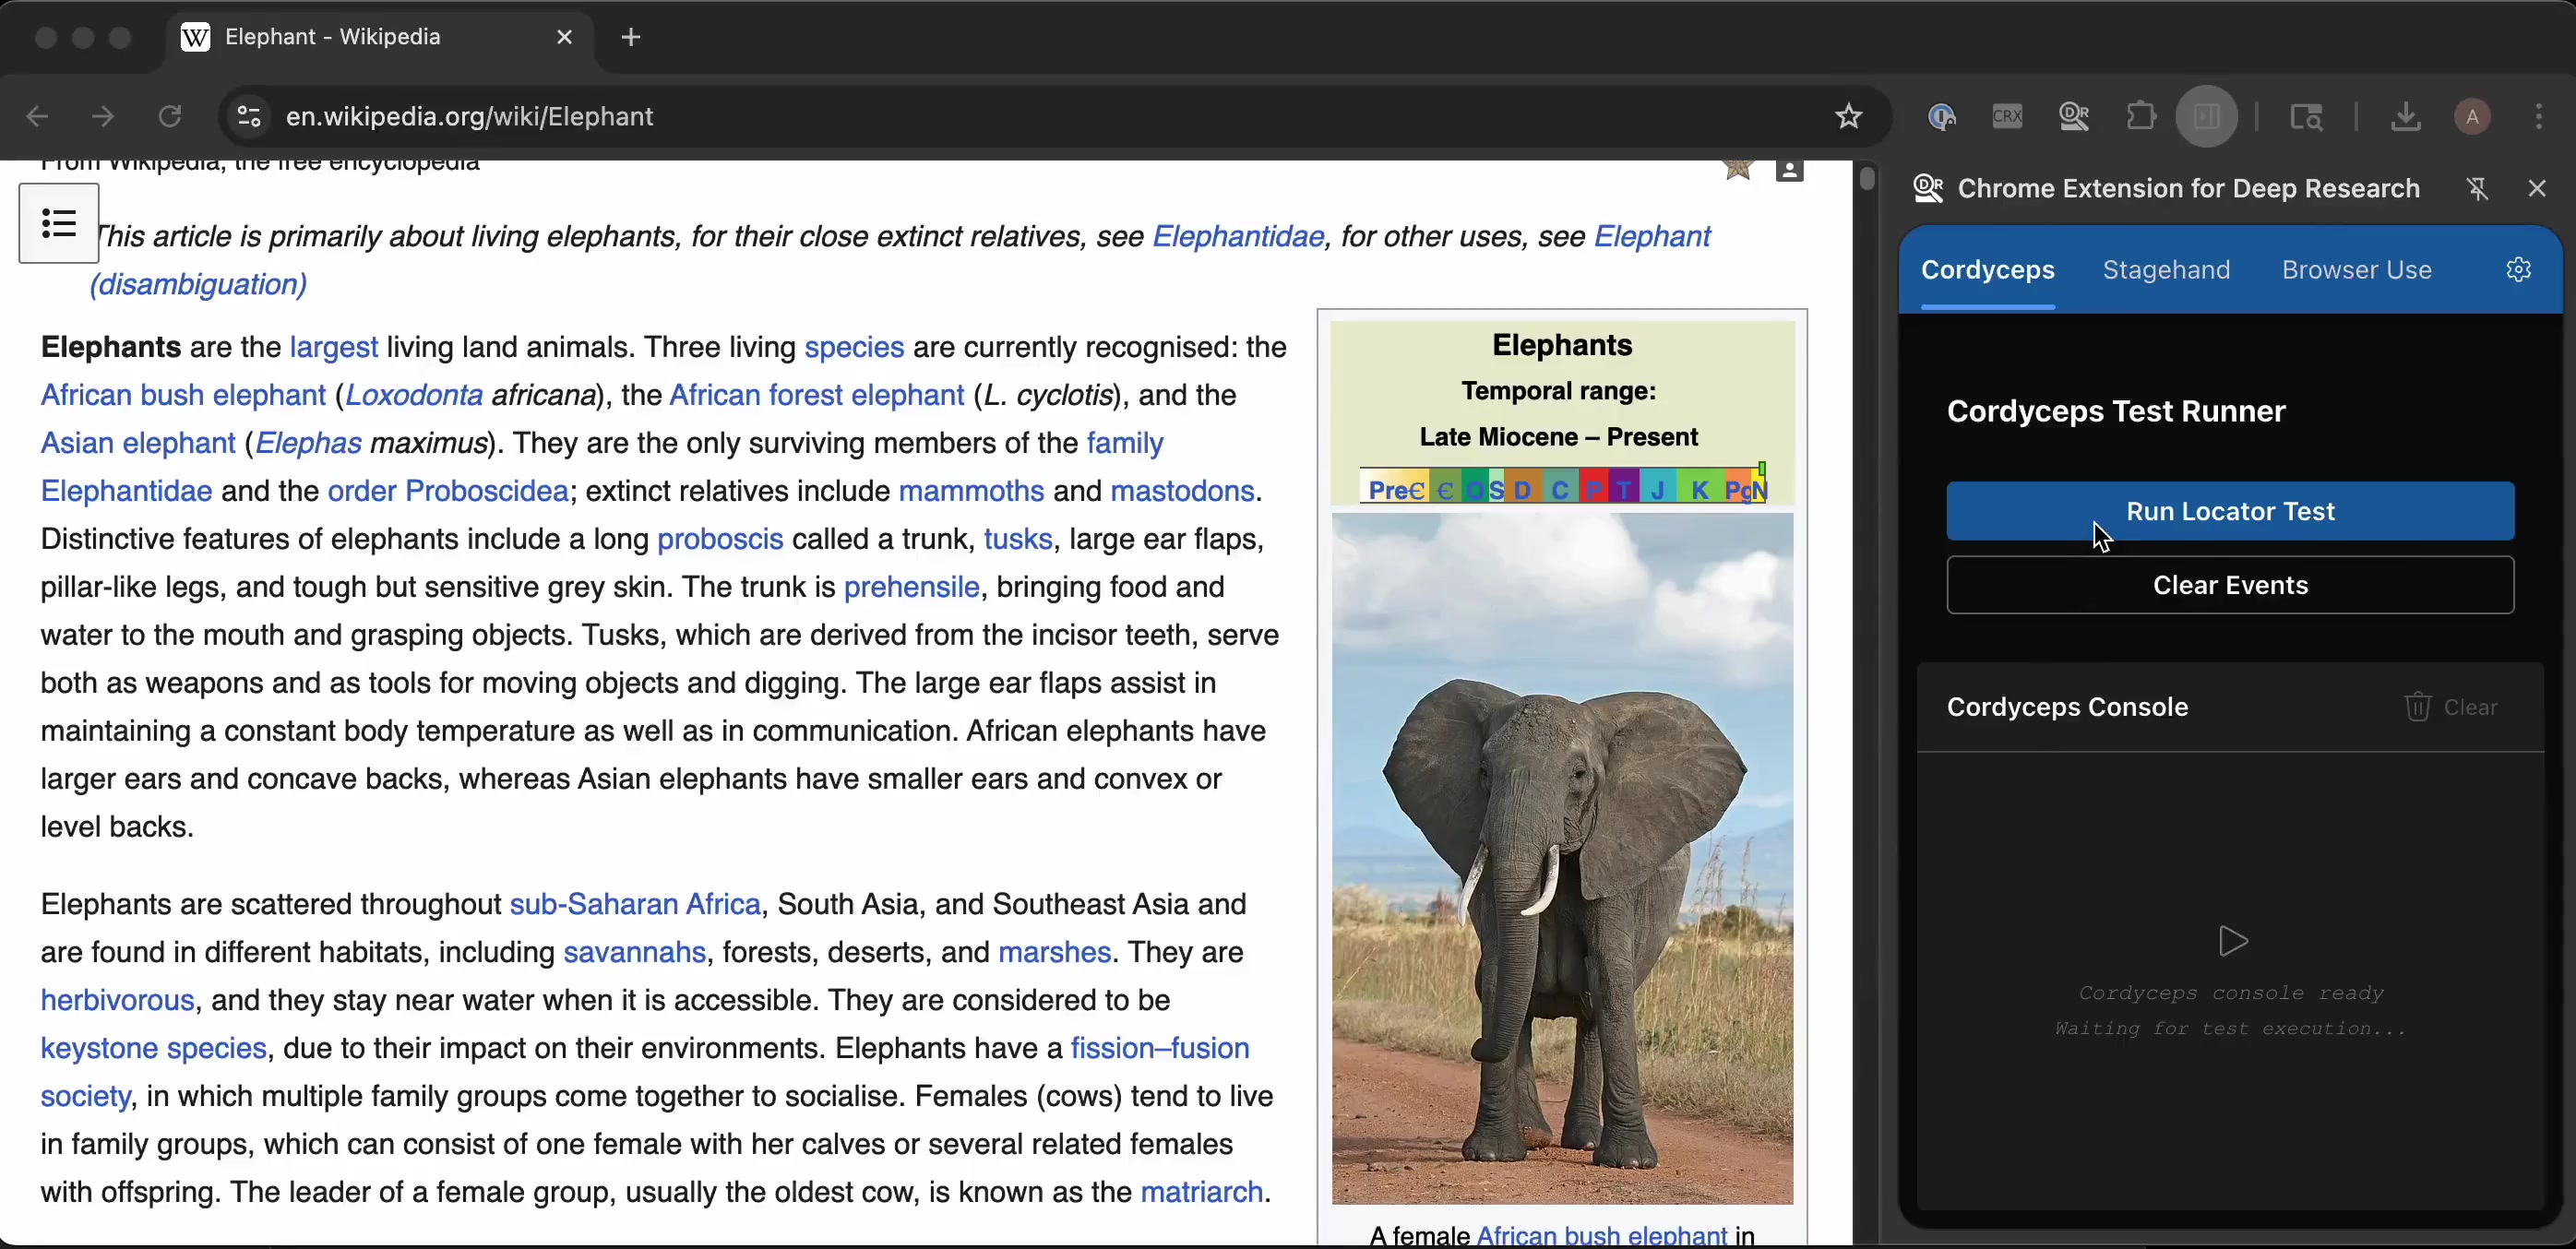 Elephant - Wikipedia
en.wikipedia.org/wiki/Elephant
CRX
DR
A
From Wikipedia, the free encyclopedia
This article is primarily about living elephants, for their close extinct relatives, see Elephantidae, for other uses, see Elephant
(disambiguation)
Elephants are the largest living land animals. Three living species are currently recognised: the
African bush elephant (Loxodonta africana), the African forest elephant (L. cyclotis), and the
Asian elephant (Elephas maximus). They are the only surviving members of the family
Elephantidae and the order Proboscidea; extinct relatives include mammoths and mastodons.
Distinctive features of elephants include a long proboscis called a trunk, tusks, large ear flaps,
pillar-like legs, and tough but sensitive grey skin. The trunk is prehensile, bringing food and
water to the mouth and grasping objects. Tusks, which are derived from the incisor teeth, serve
both as weapons and as tools for moving objects and digging. The large ear flaps assist in
maintaining a constant body temperature as well as in communication. African elephants have
larger ears and concave backs, whereas Asian elephants have smaller ears and convex or
level backs.
Elephants are scattered throughout sub-Saharan Africa, South Asia, and Southeast Asia and
are found in different habitats, including savannahs, forests, deserts, and marshes. They are
herbivorous, and they stay near water when it is accessible. They are considered to be
keystone species, due to their impact on their environments. Elephants have a fission–fusion
society, in which multiple family groups come together to socialise. Females (cows) tend to live
in family groups, which can consist of one female with her calves or several related females
with offspring. The leader of a female group, usually the oldest cow, is known as the matriarch.
Elephants
Temporal range:
Late Miocene – Present
PreꞒ Ꞓ O S D C P T J K Pg N
A female African bush elephant in
DR Chrome Extension for Deep Research
Cordyceps Stagehand Browser Use
Cordyceps Test Runner
Run Locator Test
Clear Events
Cordyceps Console Clear
Cordyceps console ready
Waiting for test execution...